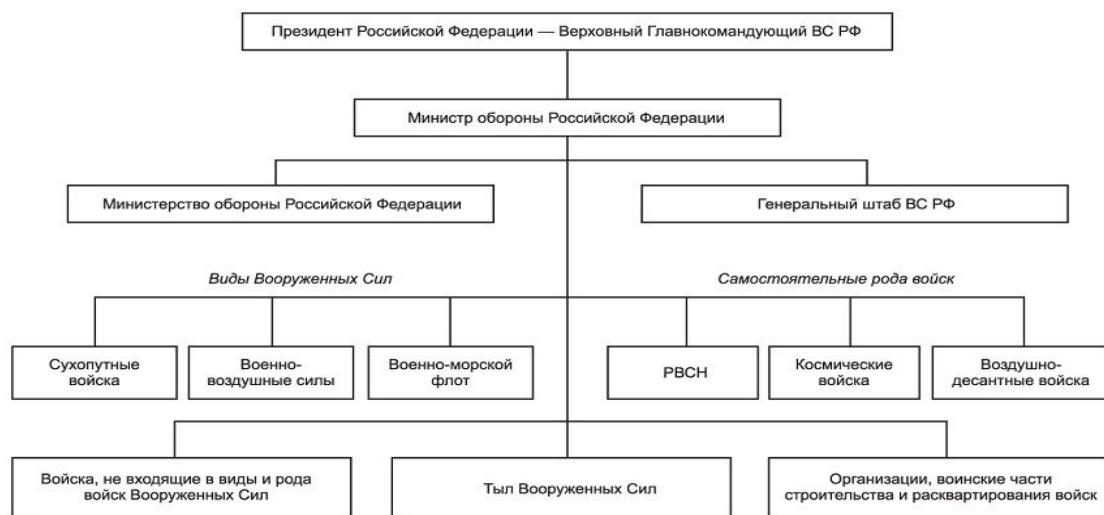 Президент Российской Федерации — Верховный Главнокомандующий ВС РФ
Министр обороны Российской Федерации
Министерство обороны Российской Федерации
Генеральный штаб ВС РФ
Виды Вооруженных Сил
Самостоятельные рода войск
Сухопутные
войска
Военно-
воздушные силы
Военно-морской
флот
РВСН
Космические
войска
Воздушно-
десантные войска
Войска, не входящие в виды и рода
войск Вооруженных Сил
Тыл Вооруженных Сил
Организации, воинские части
строительства и расквартирования войск